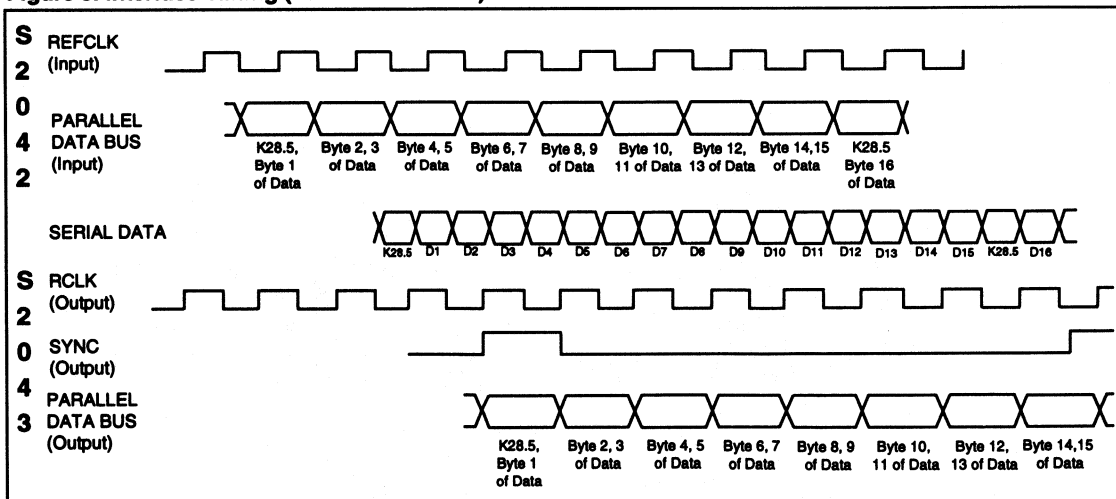 S
2
0
4
2
REFCLK
(Input)
PARALLEL
DATA BUS
(Input)
K28.5,
Byte 1
of Data
Byte 2, 3
of Data
Byte 4, 5
of Data
Byte 6, 7
of Data
Byte 8, 9
of Data
Byte 10,
11 of Data
Byte 12,
13 of Data
Byte 14,15
of Data
K28.5
Byte 16
of Data
SERIAL DATA
K28.5 D1 D2 D3 D4 D5 D6 D7 D8 D9 D10 D11 D12 D13 D14 D15 K28.5 D16
S
2
0
4
3
RCLK
(Output)
SYNC
(Output)
PARALLEL
DATA BUS
(Output)
K28.5,
Byte 1
of Data
Byte 2, 3
of Data
Byte 4, 5
of Data
Byte 6, 7
of Data
Byte 8, 9
of Data
Byte 10,
11 of Data
Byte 12,
13 of Data
Byte 14,15
of Data